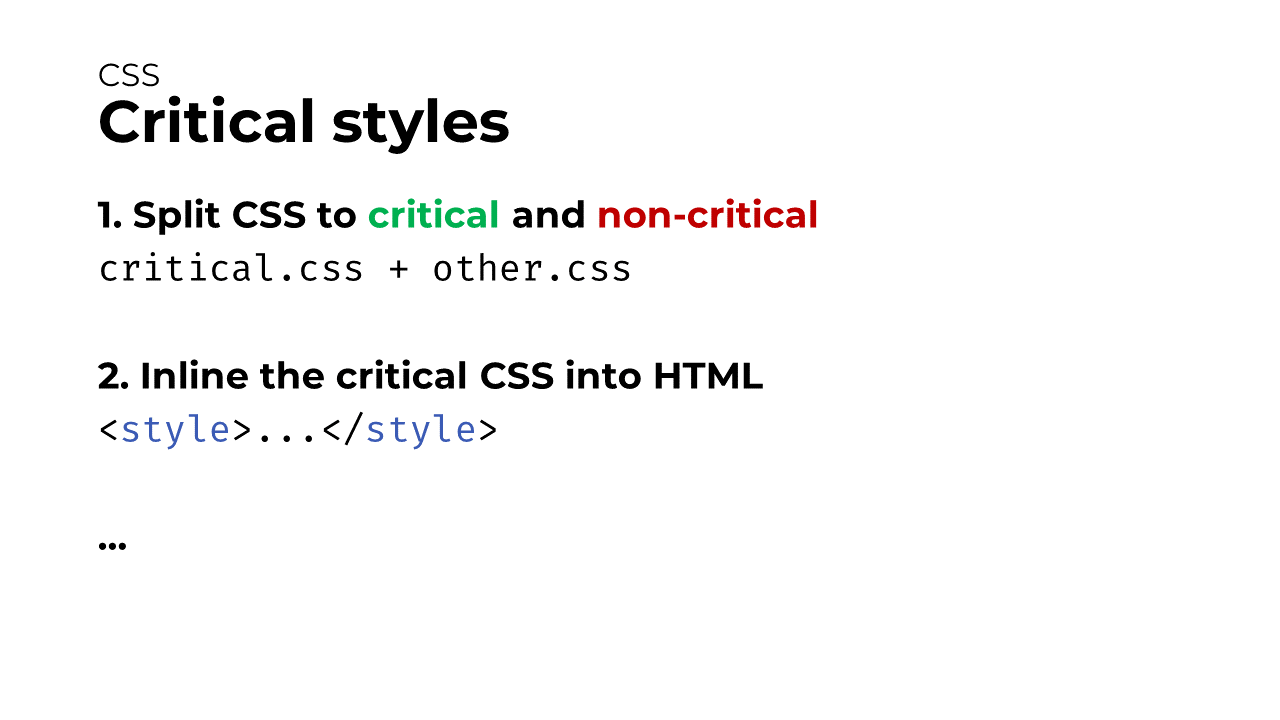 CSS
Critical styles
1. Split CSS to critical and non-critical
critical.css + other.css
2. Inline the critical CSS into HTML
<style>...</style>
...